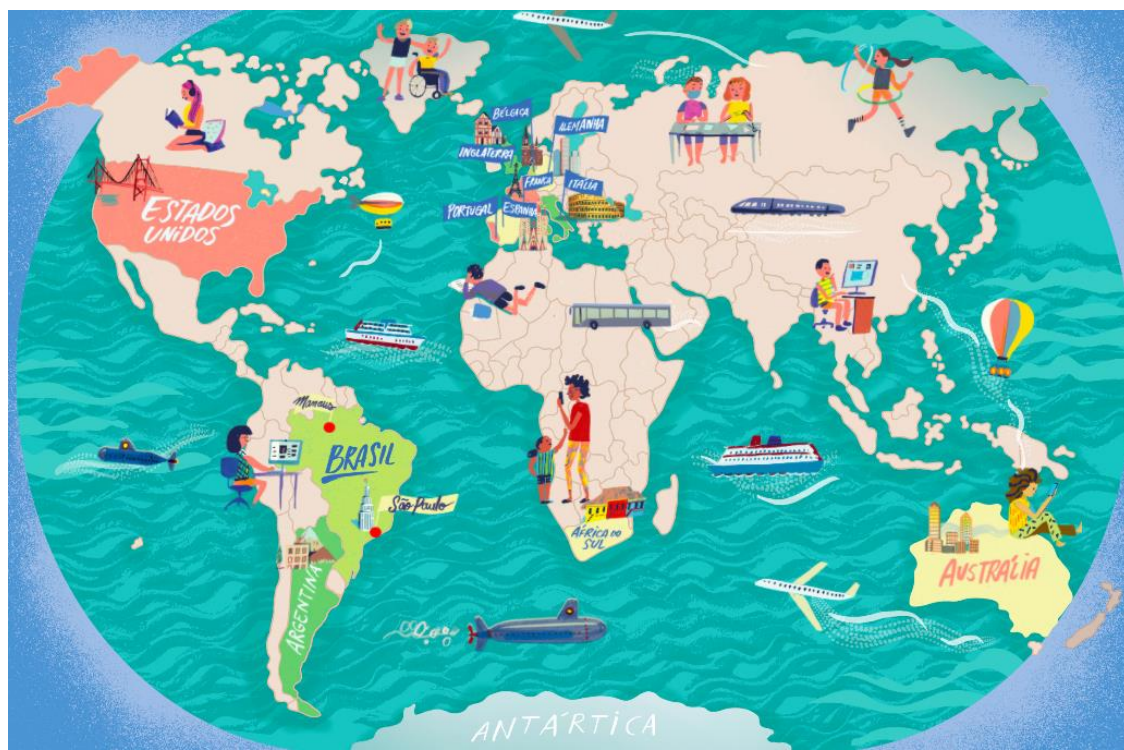 BÉLGICA
ALEMANHA
INGLATERRA
FRANÇA
ITÁLIA
PORTUGAL
ESPANHA
ESTADOS
UNIDOS
Manaus
BRASIL
São Paulo
ÁFRICA DO
SUL
AUSTRÁLIA
ARGENTINA
ANTÁRTICA